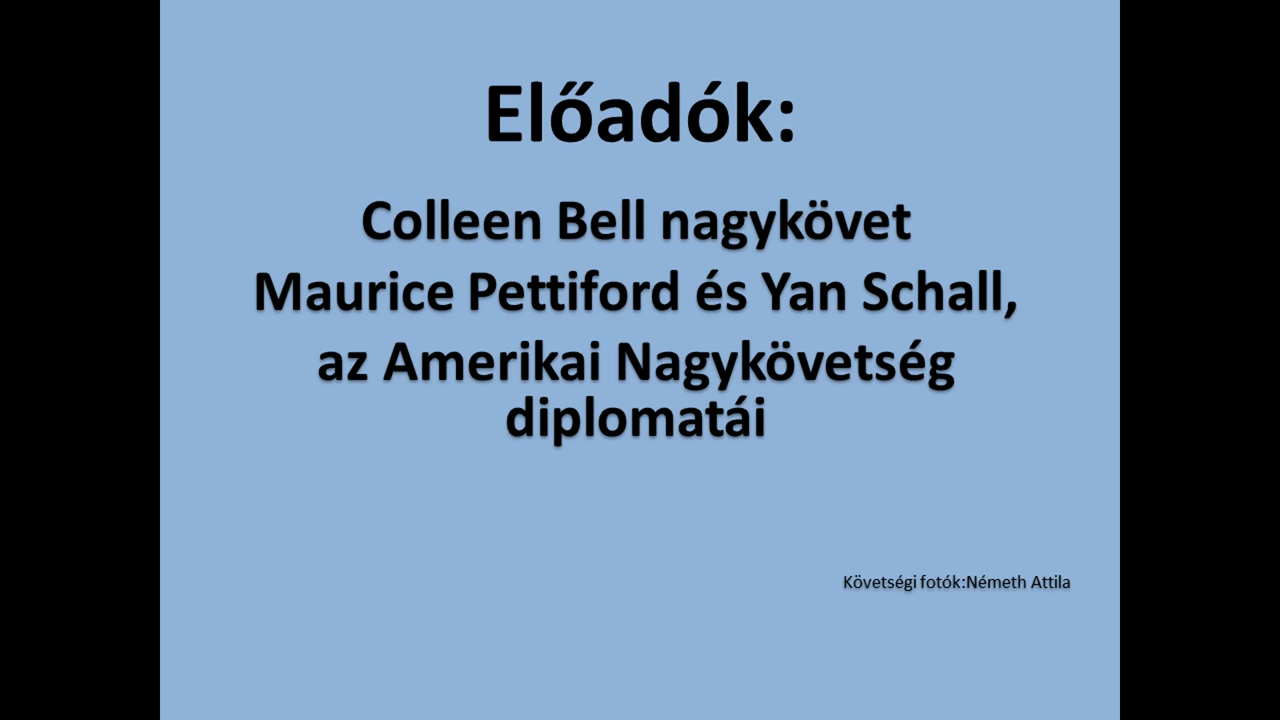 Előadók:
Colleen Bell nagykövet
Maurice Pettiford és Yan Schall,
az Amerikai Nagykövetség
diplomatái
Követségi fotók:Németh Attila